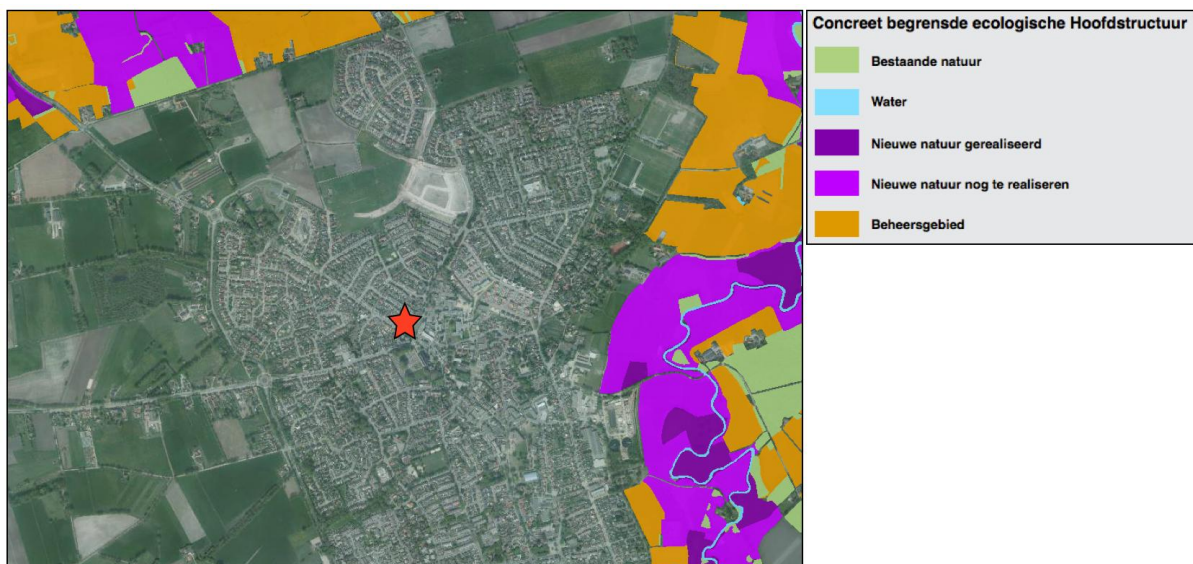 Concreet begrensde ecologische Hoofdstructuur
Bestaande natuur
Water
Nieuwe natuur gerealiseerd
Nieuwe natuur nog te realiseren
Beheersgebied